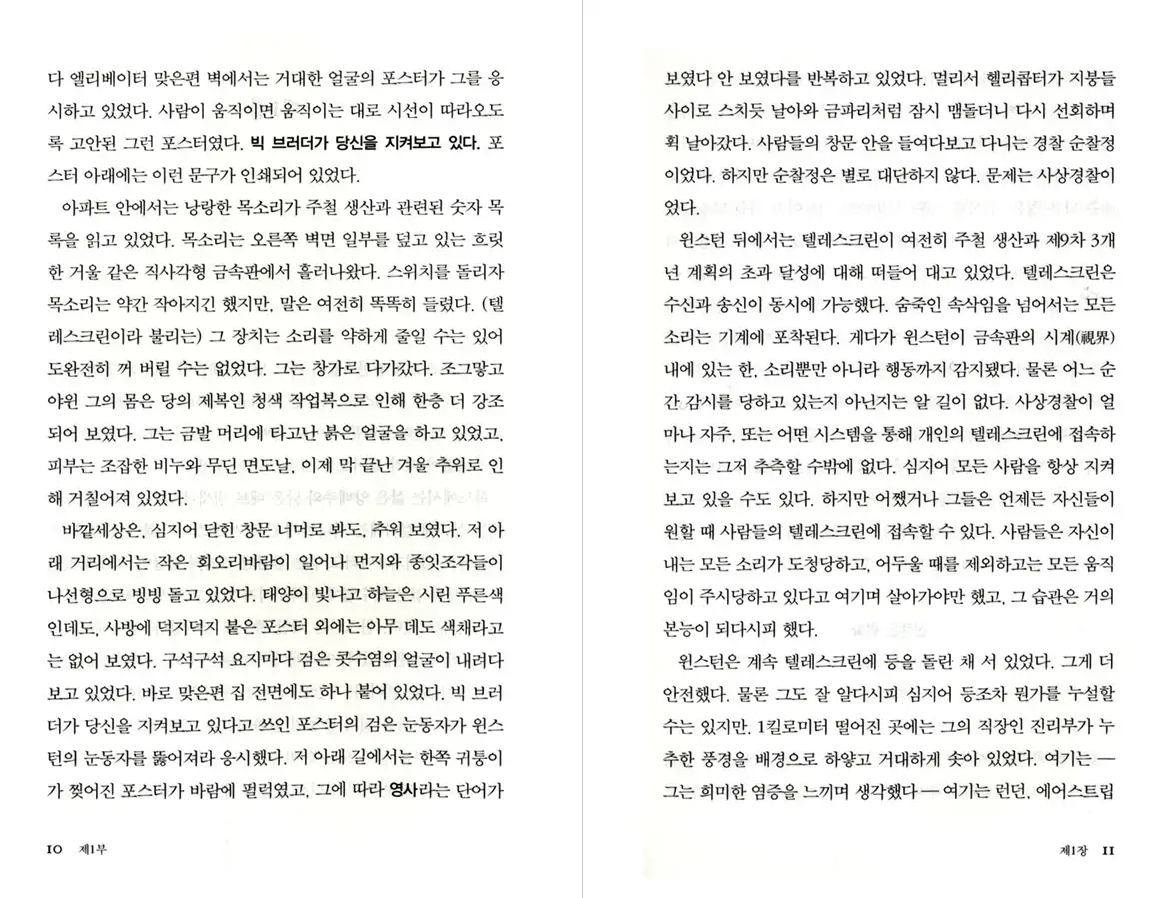 다 엘리베이터 맞은편 벽에서는 거대한 얼굴의 포스터가 그를 응
시하고 있었다. 사람이 움직이면 움직이는 대로 시선이 따라오도
록 고안된 그런 포스터였다. 빅 브러더가 당신을 지켜보고 있다. 포
스터 아래에는 이런 문구가 인쇄되어 있었다.
아파트 안에서는 낭랑한 목소리가 주철 생산과 관련된 숫자 목
록을 읽고 있었다. 목소리는 오른쪽 벽면 일부를 덮고 있는 흐릿
한 거울 같은 직사각형 금속판에서 흘러나왔다. 스위치를 돌리자
목소리는 약간 작아지긴 했지만, 말은 여전히 똑똑히 들렸다. (텔
레스크린이라 불리는) 그 장치는 소리를 약하게 줄일 수는 있어
도완전히 꺼 버릴 수는 없었다. 그는 창가로 다가갔다. 조그맣고
야윈 그의 몸은 당의 제복인 청색 작업복으로 인해 한층 더 강조
되어 보였다. 그는 금발 머리에 타고난 붉은 얼굴을 하고 있었고,
피부는 조잡한 비누와 무딘 면도날, 이제 막 끝난 겨울 추위로 인
해 거칠어져 있었다.
바깥세상은, 심지어 닫힌 창문 너머로 봐도, 추워 보였다. 저 아
래 거리에서는 작은 회오리바람이 일어나 먼지와 종잇조각들이
나선형으로 빙빙 돌고 있었다. 태양이 빛나고 하늘은 시린 푸른색
인데도, 사방에 덕지덕지 붙은 포스터 외에는 아무 데도 색채라고
는 없어 보였다. 구석구석 요지마다 검은 콧수염의 얼굴이 내려다
보고 있었다. 바로 맞은편 집 전면에도 하나 붙어 있었다. 빅 브러
더가 당신을 지켜보고 있다고 쓰인 포스터의 검은 눈동자가 윈스
턴의 눈동자를 뚫어져라 응시했다. 저 아래 길에서는 한쪽 귀퉁이
가 찢어진 포스터가 바람에 펄럭였고, 그에 따라 영사라는 단어가
10 제1부
보였다 안 보였다를 반복하고 있었다. 멀리서 헬리콥터가 지붕들
사이로 스치듯 날아와 금파리처럼 잠시 맴돌더니 다시 선회하며
획 날아갔다. 사람들의 창문 안을 들여다보고 다니는 경찰 순찰정
이었다. 하지만 순찰정은 별로 대단하지 않다. 문제는 사상경찰이
었다.
윈스턴 뒤에서는 텔레스크린이 여전히 주철 생산과 제9차 3개
년 계획의 초과 달성에 대해 떠들어 대고 있었다. 텔레스크린은
수신과 송신이 동시에 가능했다. 숨죽인 속삭임을 넘어서는 모든
소리는 기계에 포착된다. 게다가 윈스턴이 금속판의 시계(視界)
내에 있는 한, 소리뿐만 아니라 행동까지 감지됐다. 물론 어느 순
간 감시를 당하고 있는지 아닌지는 알 길이 없다. 사상경찰이 얼
마나 자주, 또는 어떤 시스템을 통해 개인의 텔레스크린에 접속하
는지는 그저 추측할 수밖에 없다. 심지어 모든 사람을 항상 지켜
보고 있을 수도 있다. 하지만 어쨌거나 그들은 언제든 자신들이
원할 때 사람들의 텔레스크린에 접속할 수 있다. 사람들은 자신이
내는 모든 소리가 도청당하고, 어두울 때를 제외하고는 모든 움직
임이 주시당하고 있다고 여기며 살아가야만 했고, 그 습관은 거의
본능이 되다시피 했다.
윈스턴은 계속 텔레스크린에 등을 돌린 채 서 있었다. 그게 더
안전했다. 물론 그도 잘 알다시피 심지어 등조차 뭔가를 누설할
수는 있지만. 1킬로미터 떨어진 곳에는 그의 직장인 진리부가 누
추한 풍경을 배경으로 하얗고 거대하게 솟아 있었다. 여기는 ―
그는 희미한 염증을 느끼며 생각했다 ― 여기는 런던, 에어스트립
제1장 11